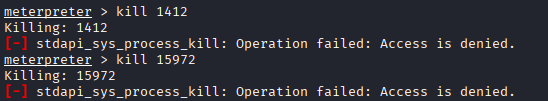 meterpreter > kill 1412
Killing: 1412
[-] stdapi_sys_process_kill: Operation failed: Access is denied.
meterpreter > kill 15972
Killing: 15972
[-] stdapi_sys_process_kill: Operation failed: Access is denied.